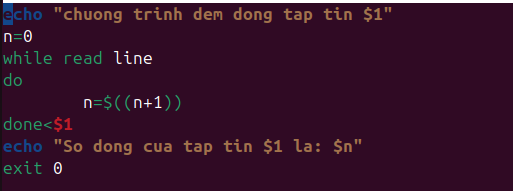 echo "chuong trinh dem dong tap tin $1"
n=0
while read line
do
        n=$((n+1))
done<$1
echo "So dong cua tap tin $1 la: $n"
exit 0